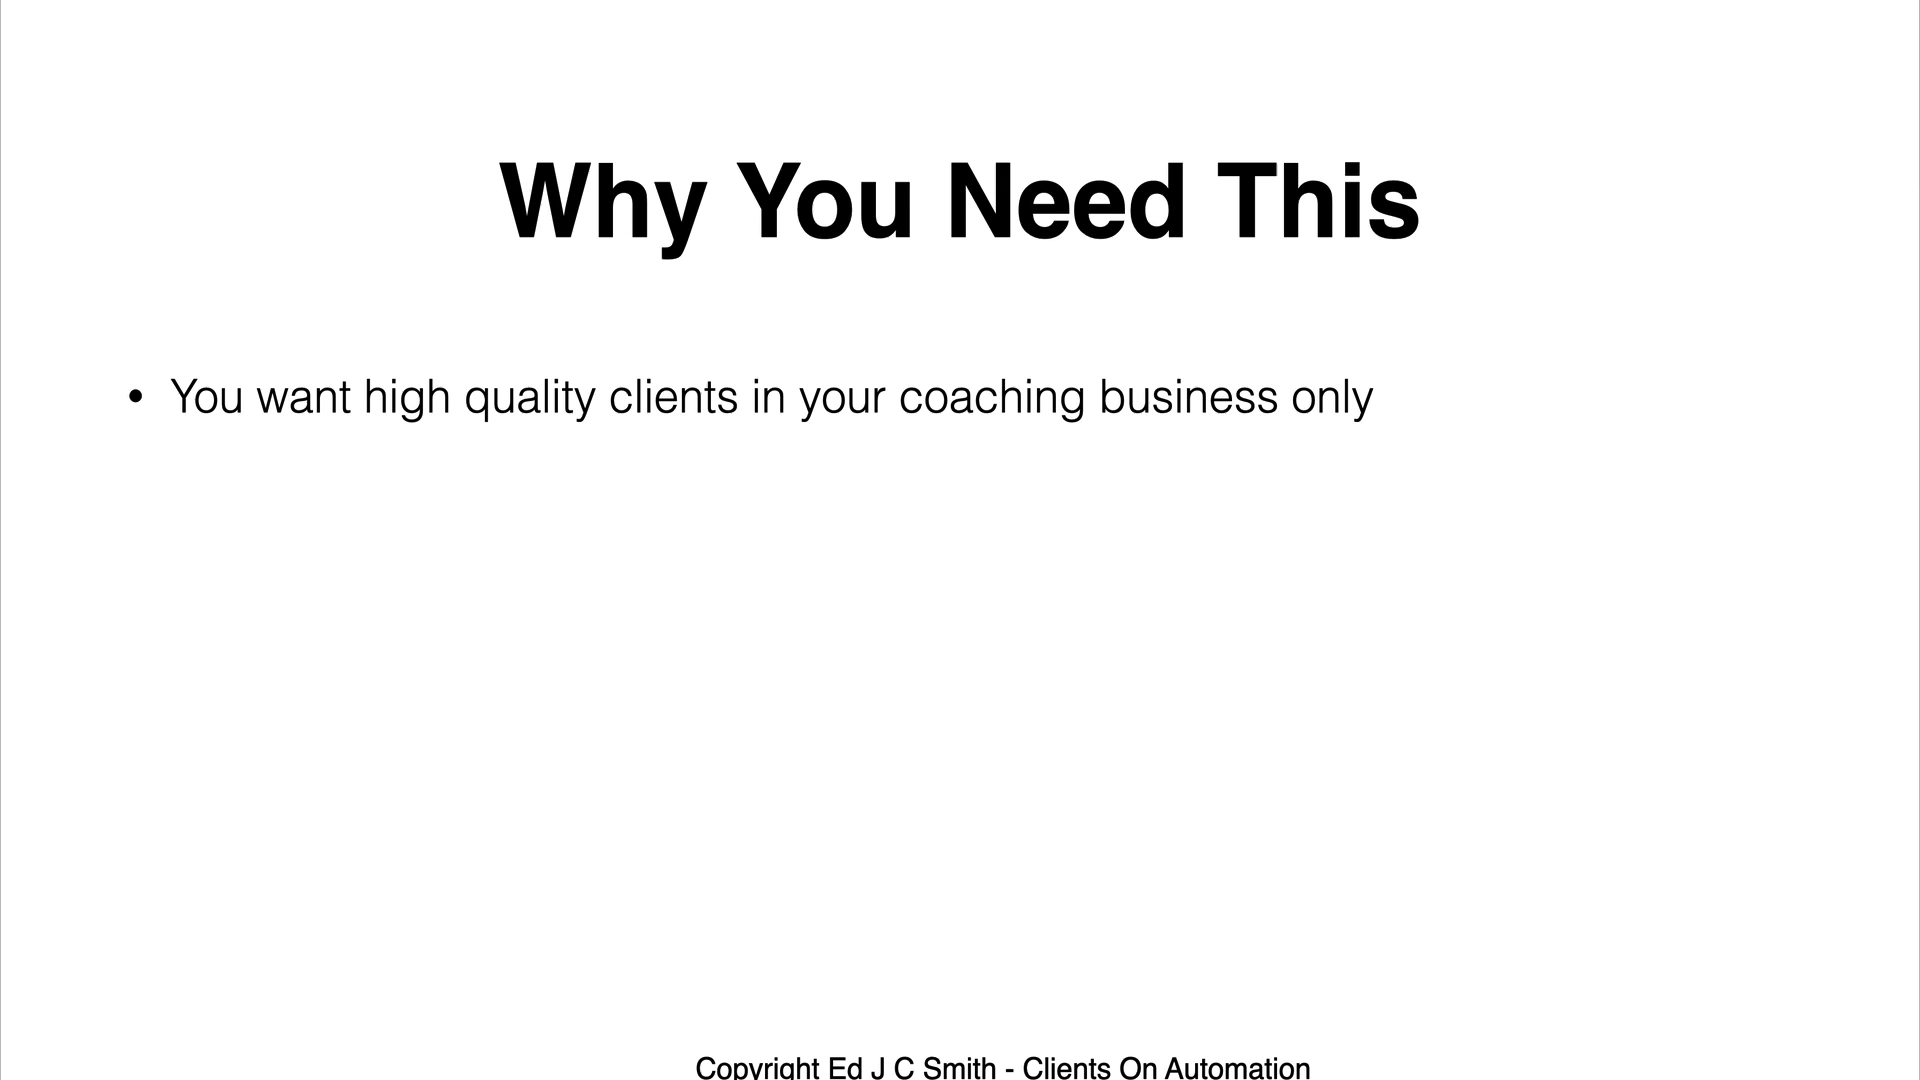 Why You Need This
• You want high quality clients in your coaching business only
Copyright Ed J C Smith - Clients On Automation